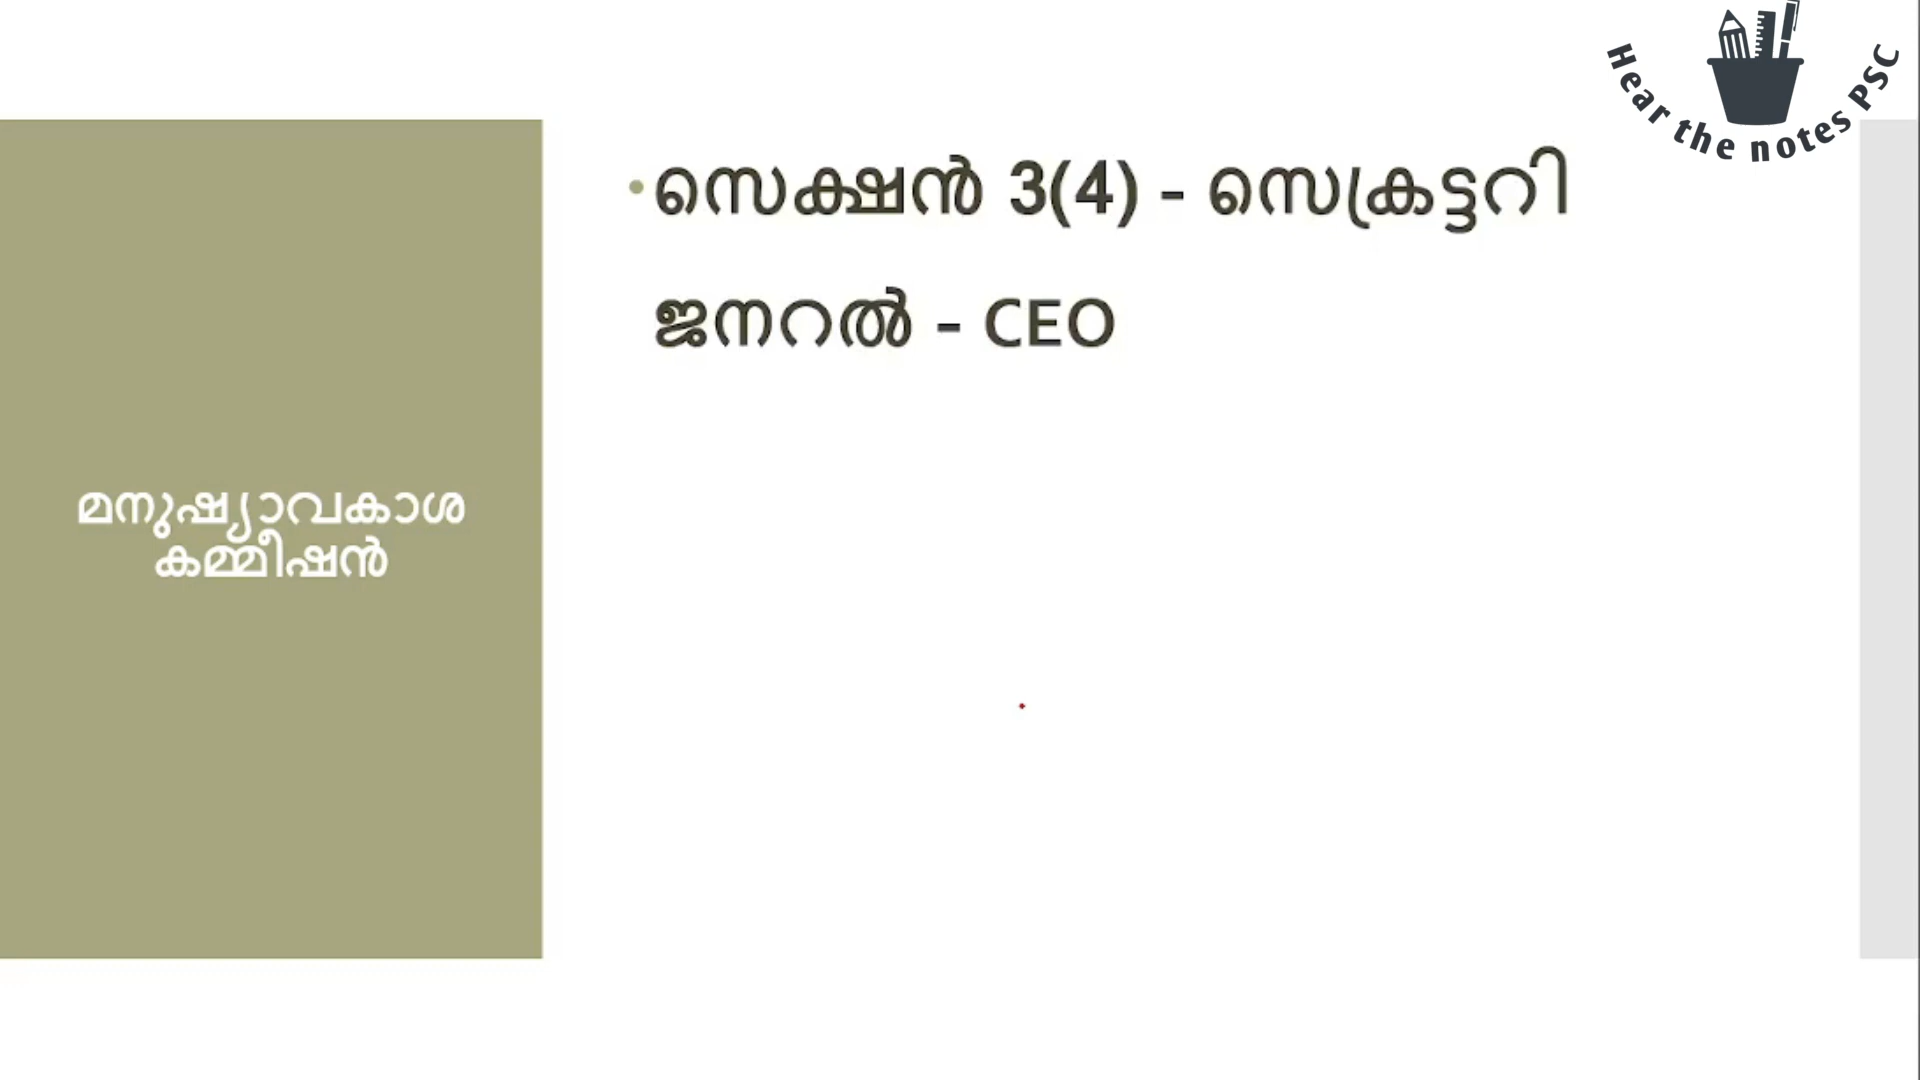 Hear the notes PSC
• സെക്ഷൻ 3(4) - സെക്രട്ടറി
ജനറൽ - CEO
മനുഷ്യാവകാശ
കമ്മീഷൻ